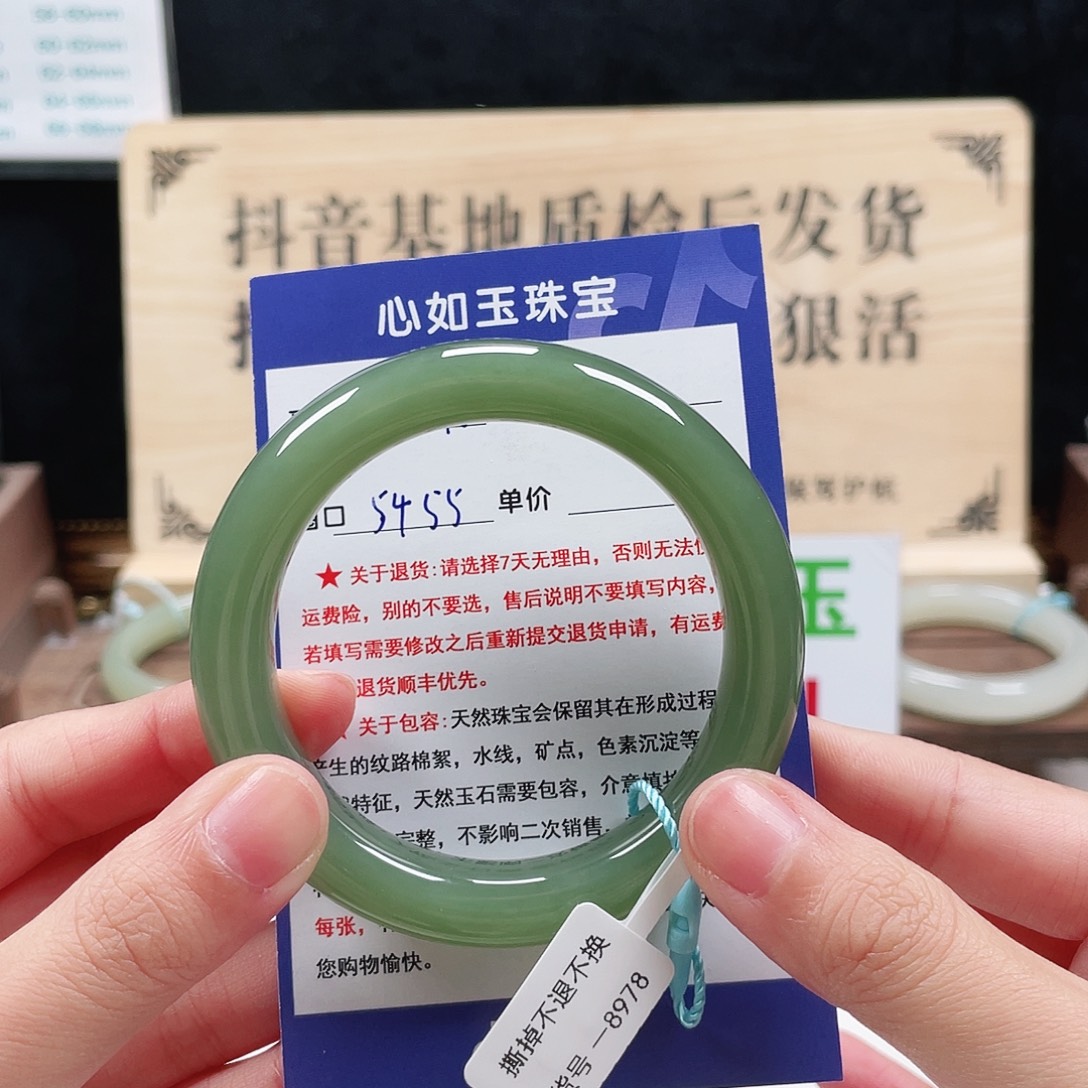 抖音基地质检后发货
狠活
心如玉珠宝
口 5455 单价
★关于退货:请选择7天无理由，否则无法
运费险，别的不要选，售后说明不要填写内容，
若填写需要修改之后重新提交退货申请，有运费
退货顺丰优先。
关于包容:天然珠宝会保留其在形成过程
产生的纹路棉絮，水线，矿点，色素沉淀等
特征，天然玉石需要包容，介意慎
完整，不影响二次销售
每张，
您购物愉快。
玉
撕掉不退不换
货号—8978